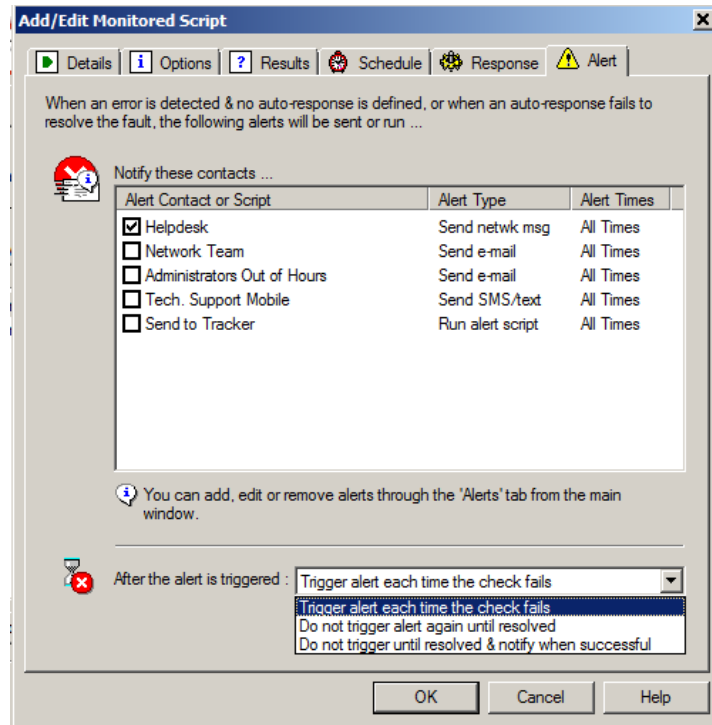 Add/Edit Monitored Script
Details Options Results Schedule Response Alert
When an error is detected & no auto-response is defined, or when an auto-response fails to
resolve the fault, the following alerts will be sent or run ...
Notify these contacts ...
Alert Contact or Script Alert Type Alert Times
Helpdesk Send netwk msg All Times
Network Team Send e-mail All Times
Administrators Out of Hours Send e-mail All Times
Tech. Support Mobile Send SMS/text All Times
Send to Tracker Run alert script All Times
You can add, edit or remove alerts through the 'Alerts' tab from the main
window.
After the alert is triggered : Trigger alert each time the check fails
Trigger alert each time the check fails
Do not trigger alert again until resolved
Do not trigger until resolved & notify when successful
OK Cancel Help